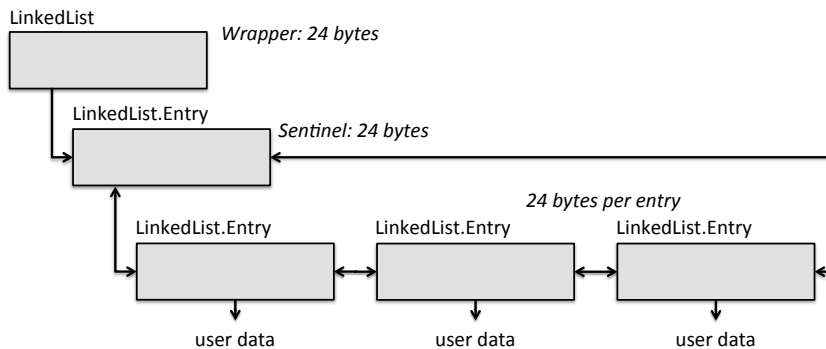 LinkedList
Wrapper: 24 bytes
LinkedList.Entry
Sentinel: 24 bytes
24 bytes per entry
LinkedList.Entry
LinkedList.Entry
LinkedList.Entry
user data
user data
user data